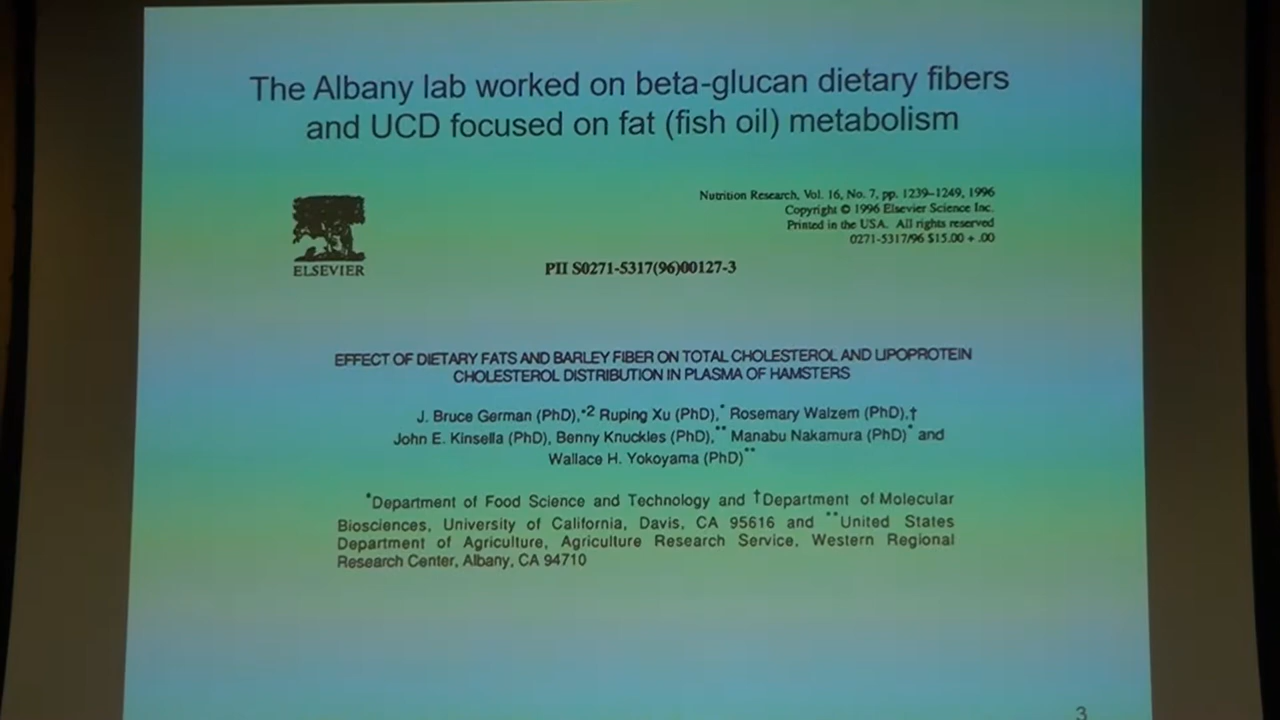 The Albany lab worked on beta-glucan dietary fibers
and UCD focused on fat (fish oil) metabolism
Nutrition Research, Vol. 16, No. 7, pp. 1239-1249, 1996
Copyright © 1996 Elsevier Science Inc.
Printed in the USA. All rights reserved
0271-5317/96 $15.00 + .00
ELSEVIER
PII S0271-5317(96)00127-3
EFFECT OF DIETARY FATS AND BARLEY FIBER ON TOTAL CHOLESTEROL AND LIPOPROTEIN
CHOLESTEROL DISTRIBUTION IN PLASMA OF HAMSTERS
J. Bruce German (PhD),*2 Ruping Xu (PhD),* Rosemary Walzem (PhD),†
John E. Kinsella (PhD), Benny Knuckles (PhD),** Manabu Nakamura (PhD)* and
Wallace H. Yokoyama (PhD)**
*Department of Food Science and Technology and †Department of Molecular
Biosciences, University of California, Davis, CA 95616 and **United States
Department of Agriculture, Agriculture Research Service, Western Regional
Research Center, Albany, CA 94710
3